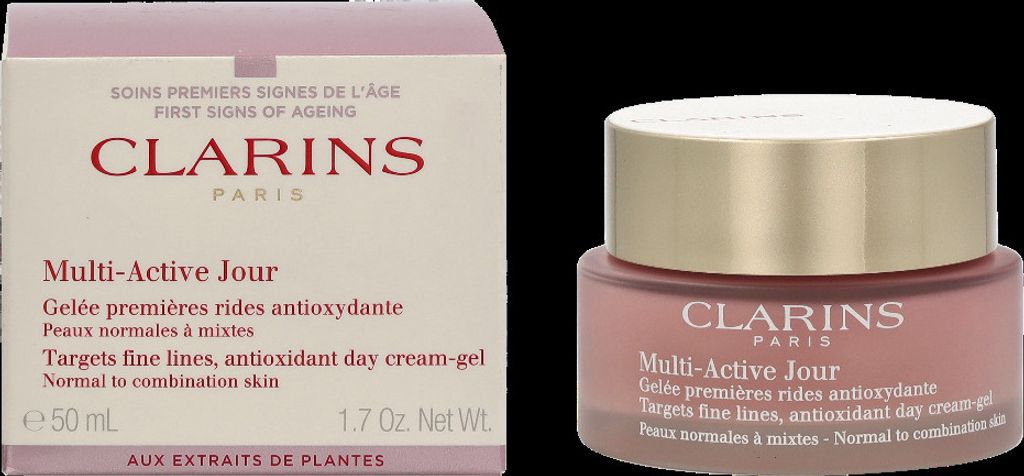 SOINS PREMIERS SIGNES DE L'ÂGE
FIRST SIGNS OF AGEING
CLARINS
PARIS
Multi-Active Jour
Gelée premières rides antioxydante
Peaux normales à mixtes
Targets fine lines, antioxidant day cream-gel
Normal to combination skin
℮ 50 mL 1.7 Oz. Net Wt.
AUX EXTRAITS DE PLANTES
CLARINS
CLARINS
PARIS
Multi-Active Jour
Gelée premières rides antioxydante
Targets fine lines, antioxidant day cream-gel
Peaux normales à mixtes - Normal to combination skin